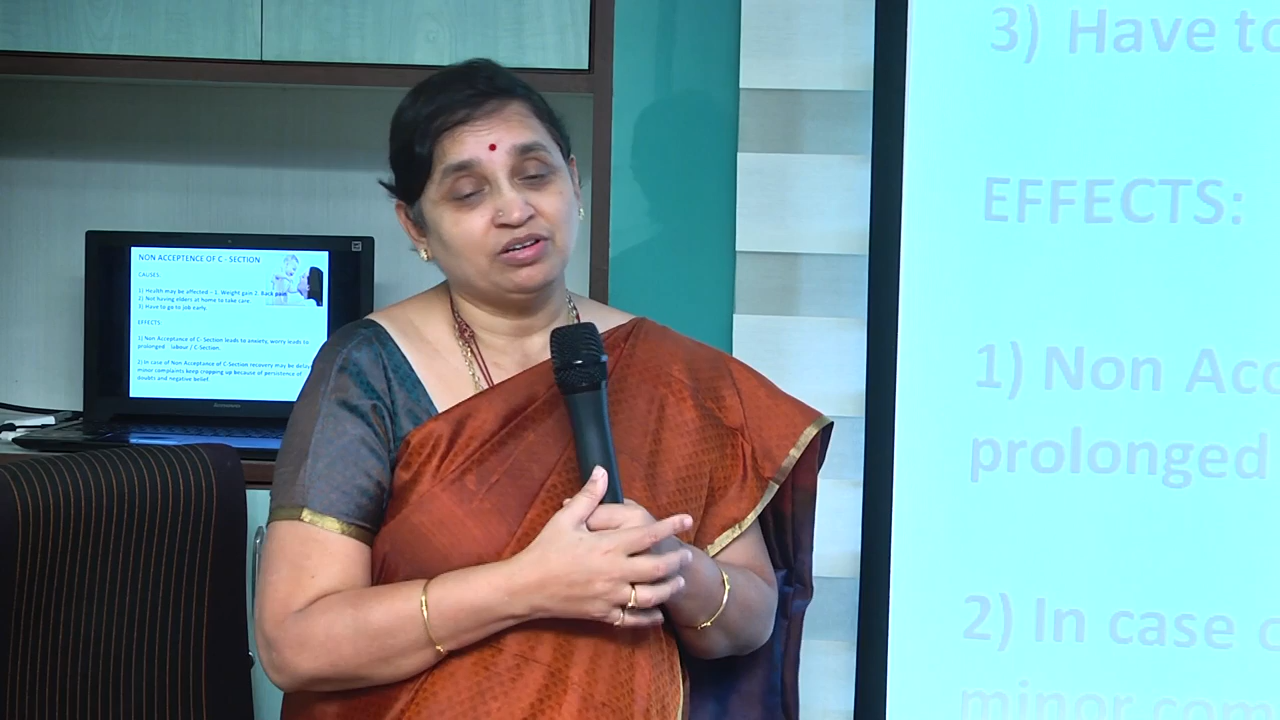 NON ACCEPTENCE OF C - SECTION
CAUSES
1) Health may be affected – 1. Weight gain 2. Back pain
2) Not having elders at home to take care.
3) Have to go to job early.
EFFECTS
1) Non Acceptance of C- Section leads to anxiety, worry leads to
prolonged labour / C-Section.
2) In case of Non Acceptance of C-Section recovery may be delay
minor complaints keep cropping up because of persistence of
doubts and negative belief
3) Have to
EFFECTS:
1) Non Acc
prolonged
2) In case
minor com